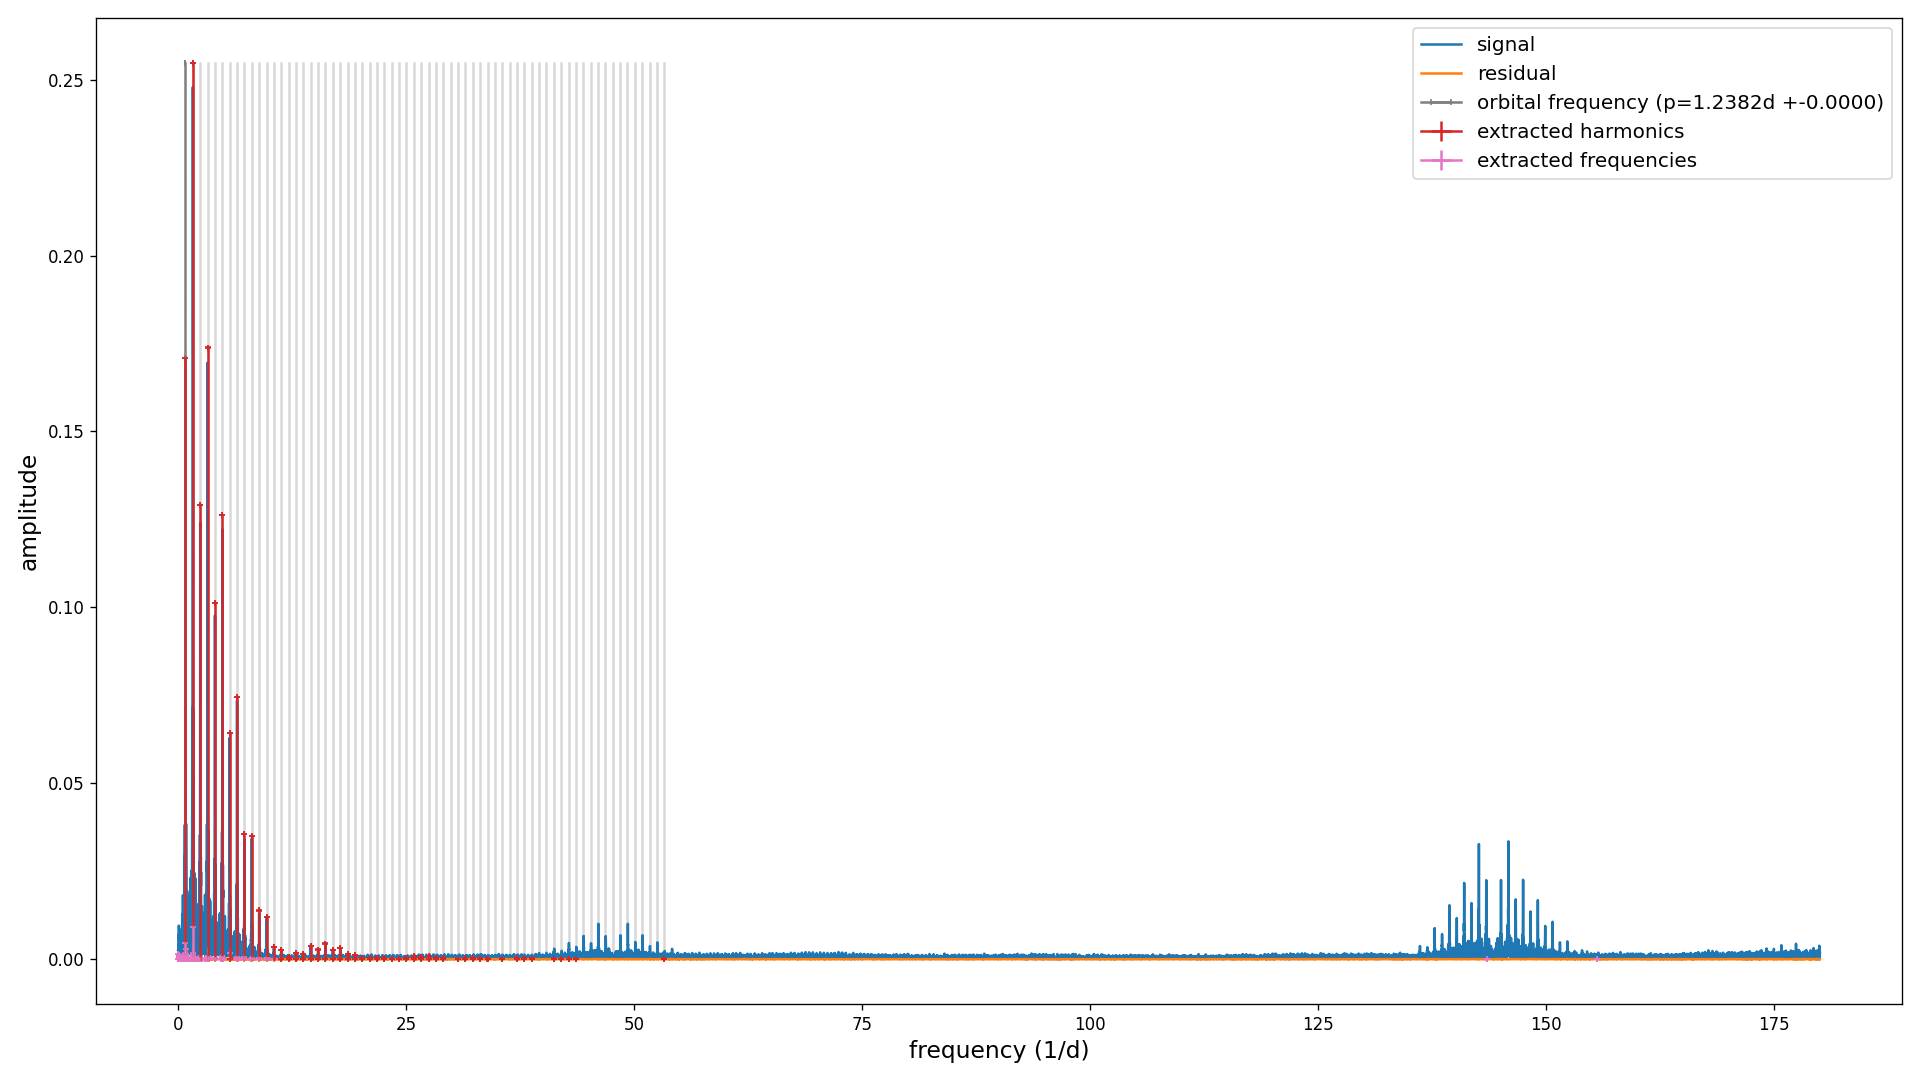 signal
residual
orbital frequency (p=1.2382d +-0.0000)
extracted harmonics
extracted frequencies
amplitude
0.25
0.20
0.15
0.10
0.05
0.00
0 25 50 75 100 125 150 175
frequency (1/d)